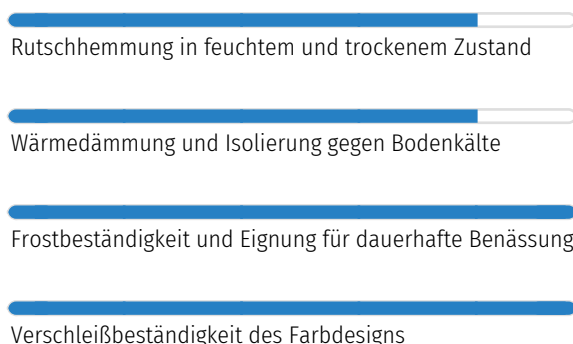 Rutschhemmung in feuchtem und trockenem Zustand
Wärmedämmung und Isolierung gegen Bodenkälte
Frostbeständigkeit und Eignung für dauerhafte Benässung
Verschleißbeständigkeit des Farbdesigns